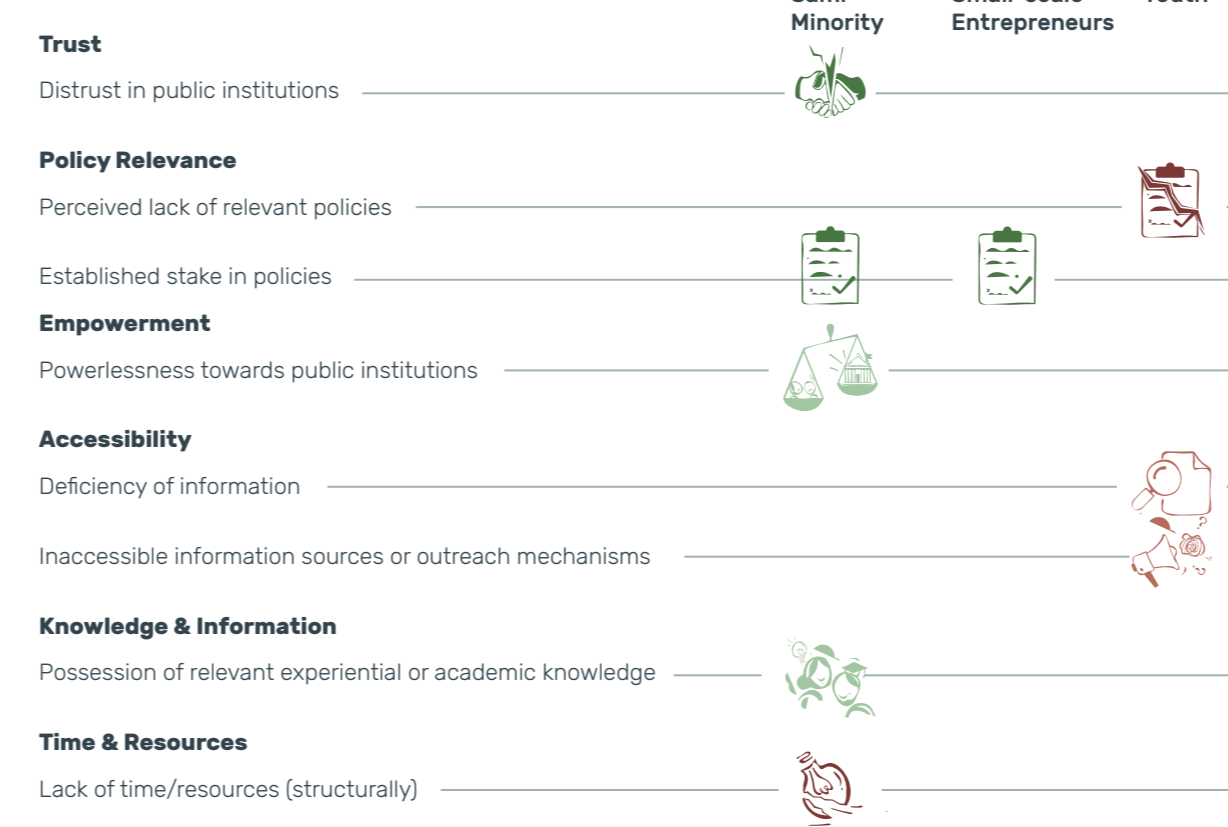 Minority
Entrepreneurs
Trust
Distrust in public institutions
Policy Relevance
Perceived lack of relevant policies
Established stake in policies
Empowerment
Powerlessness towards public institutions
Accessibility
Deficiency of information
Inaccessible information sources or outreach mechanisms
Knowledge & Information
Possession of relevant experiential or academic knowledge
Time & Resources
Lack of time/resources (structurally)